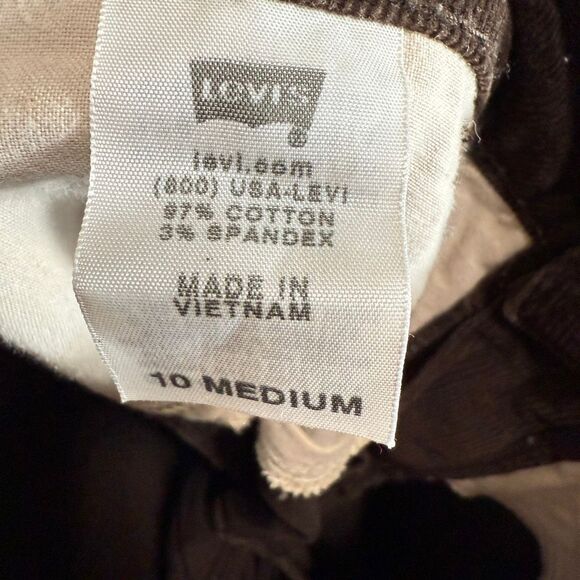 LEVI'S
®
levi.com
(800) USA-LEVI
97% COTTON
3% SPANDEX
MADE IN
VIETNAM
10 MEDIUM